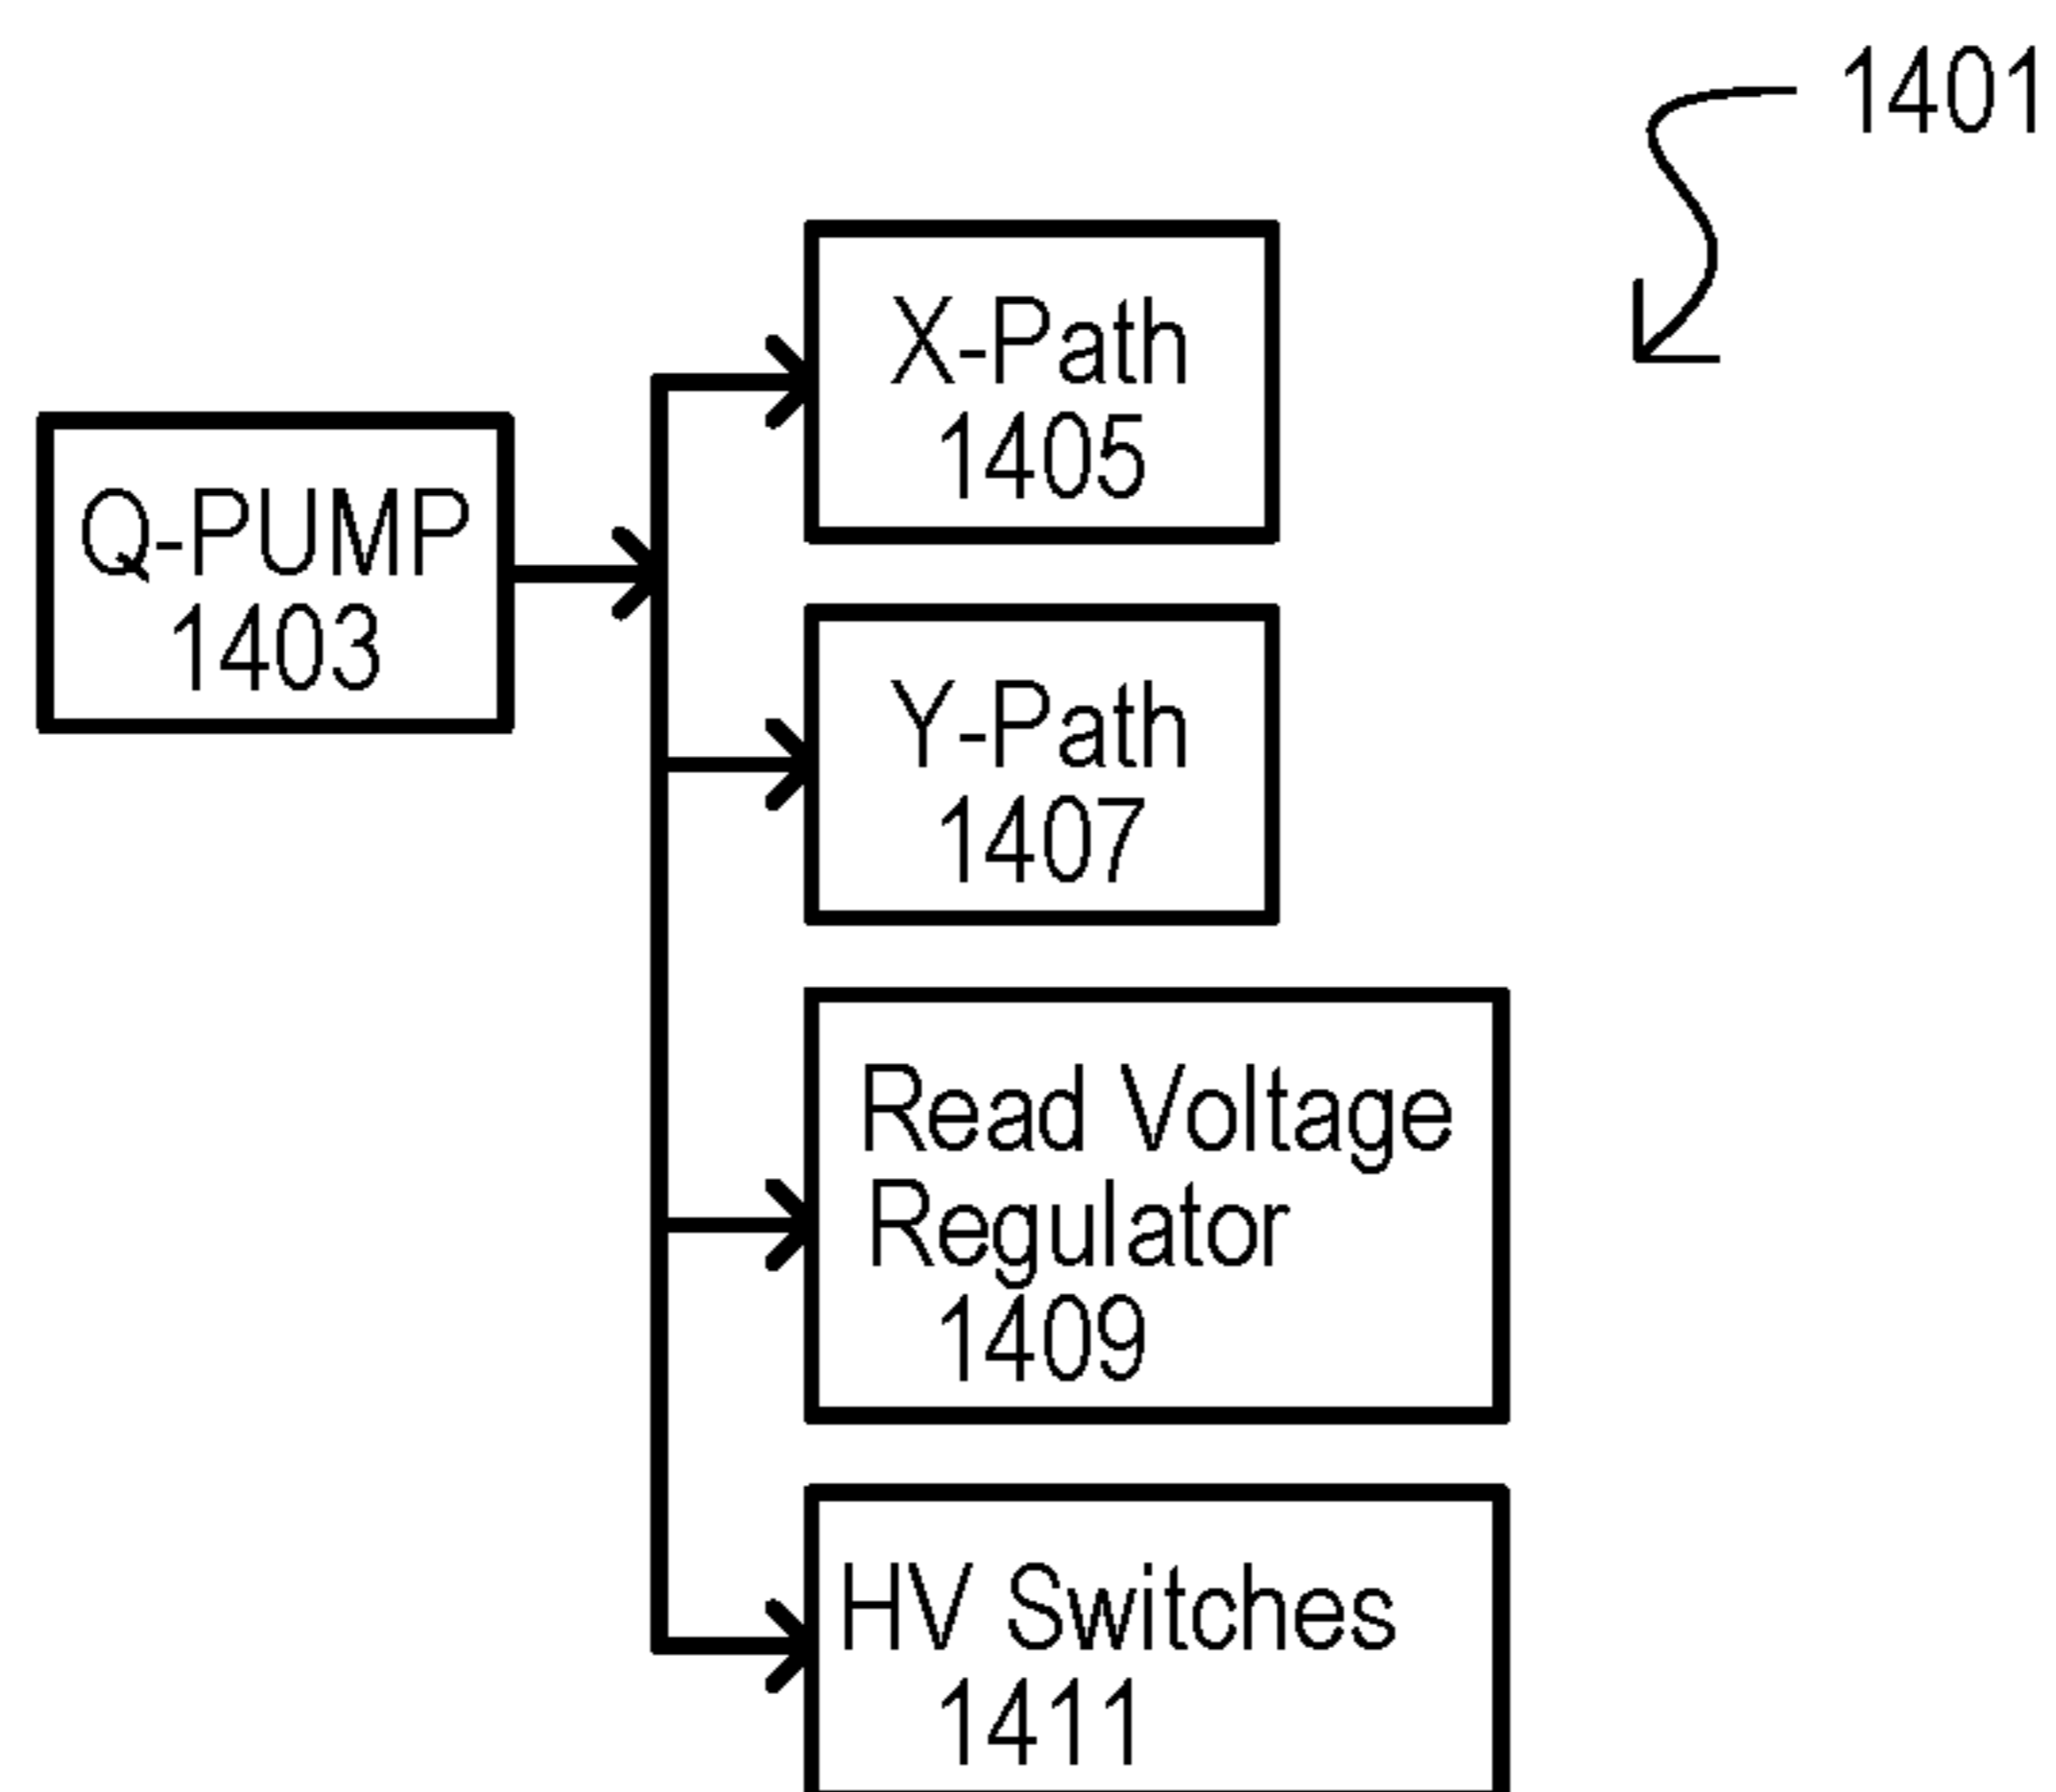 1401
X-Path
1405
Q-PUMP
1403
Y-Path
1407
Read Voltage
Regulator
1409
HV Switches
1411